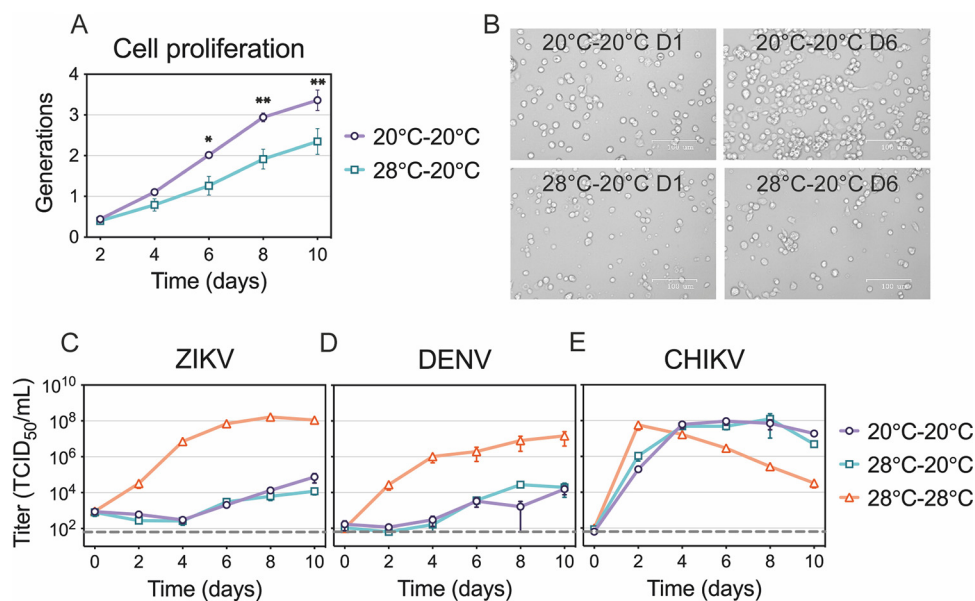 A
Cell proliferation
4
3
2
1
0
Generations
*
**
**
2 4 6 8 10
Time (days)
20°C-20°C
28°C-20°C
B
20°C-20°C D1
100 um
20°C-20°C D6
100 um
28°C-20°C D1
100 um
28°C-20°C D6
100 um
C
ZIKV
D
DENV
E
CHIKV
Titer (TCID50/mL)
10^10
10^8
10^6
10^4
10^2
0 2 4 6 8 10
0 2 4 6 8 10
0 2 4 6 8 10
Time (days)
Time (days)
Time (days)
20°C-20°C
28°C-20°C
28°C-28°C